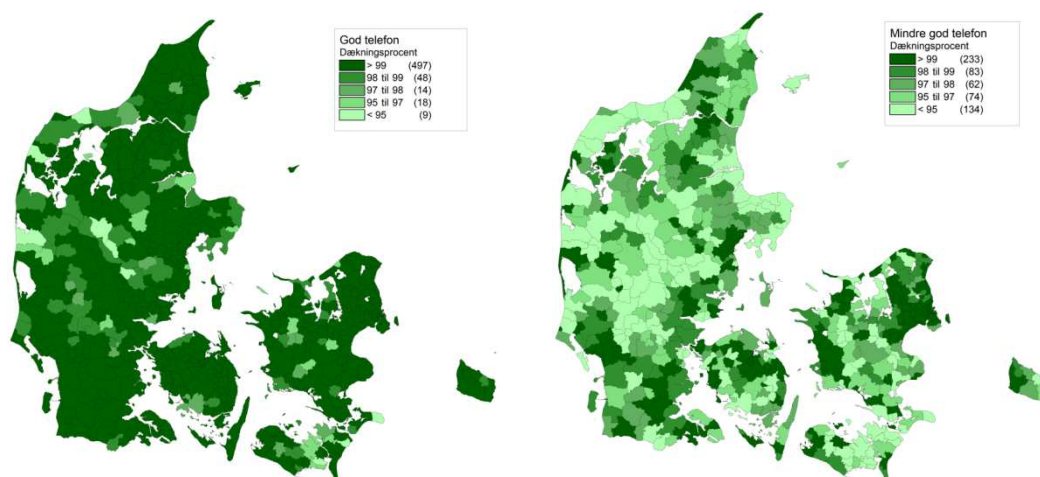 God telefon
Dækningsprocent
> 99 (497)
98 til 99 (48)
97 til 98 (14)
95 til 97 (18)
< 95 (9)
Mindre god telefon
Dækningsprocent
> 99 (233)
98 til 99 (83)
97 til 98 (62)
95 til 97 (74)
< 95 (134)